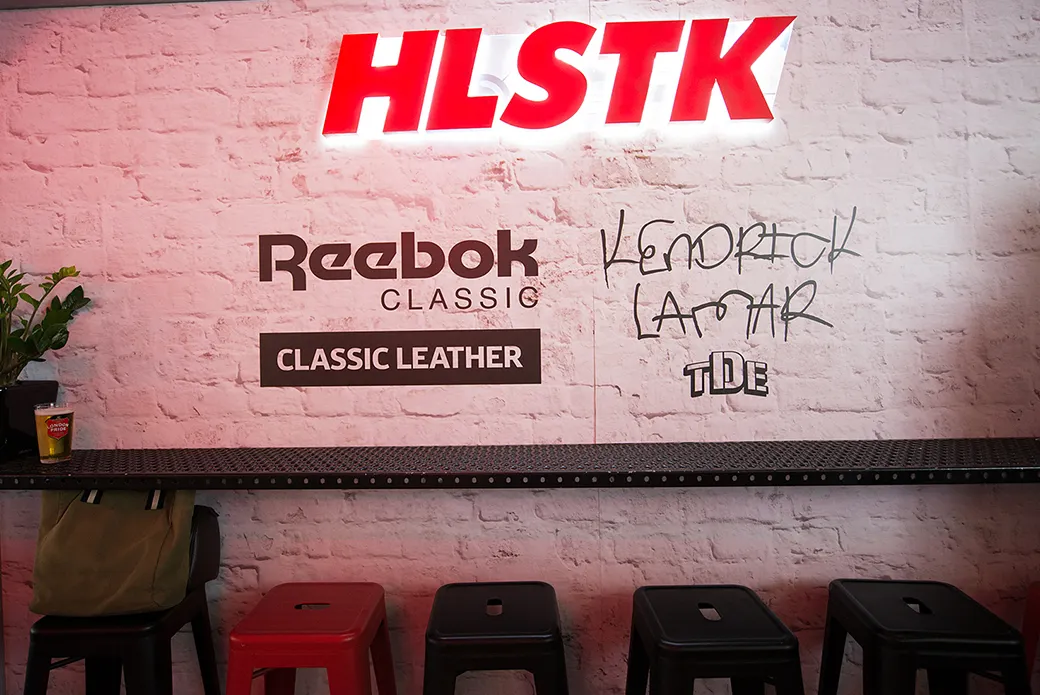 HLSTK
Reebok
CLASSIC
CLASSIC LEATHER
KENDRICK
LAMAR
TDE
LONDON
PRIDE